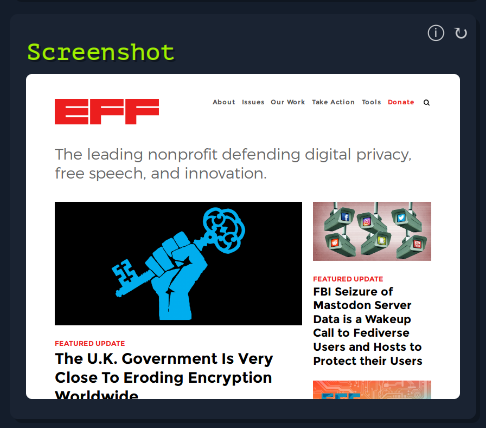 Screenshot
EFF
About Issues Our Work Take Action Tools Donate
The leading nonprofit defending digital privacy,
free speech, and innovation.
FEATURED UPDATE
The U.K. Government Is Very
Close To Eroding Encryption
Worldwide
FEATURED UPDATE
FBI Seizure of
Mastodon Server
Data is a Wakeup
Call to Fediverse
Users and Hosts to
Protect their Users